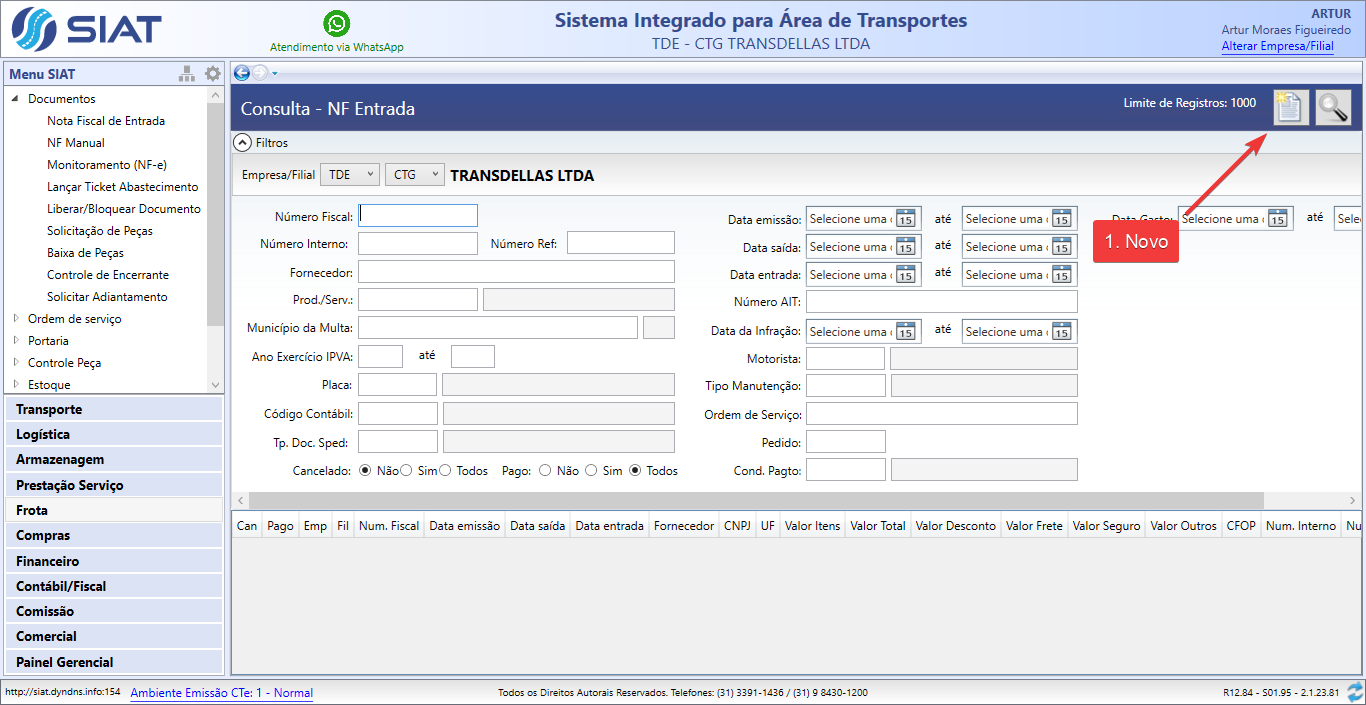 SIAT
Atendimento via WhatsApp
Sistema Integrado para Área de Transportes
TDE - CTG TRANSDELLAS LTDA
ARTUR
Artur Moraes Figueiredo
Alterar Empresa/Filial
Menu SIAT
Documentos
Nota Fiscal de Entrada
NF Manual
Monitoramento (NF-e)
Lançar Ticket Abastecimento
Liberar/Bloquear Documento
Solicitação de Peças
Baixa de Peças
Controle de Encerrante
Solicitar Adiantamento
Ordem de serviço
Portaria
Controle Peça
Estoque
Transporte
Logística
Armazenagem
Prestação Serviço
Frota
Compras
Financeiro
Contábil/Fiscal
Comissão
Comercial
Painel Gerencial
Consulta - NF Entrada
Limite de Registros: 1000
Filtros
Empresa/Filial TDE CTG TRANSDELLAS LTDA
Número Fiscal:
Número Interno: Número Ref:
Fornecedor:
Prod./Serv.:
Município da Multa:
Ano Exercício IPVA: até
Placa:
Código Contábil:
Tp. Doc. Sped:
Cancelado: Não Sim Todos Pago: Não Sim Todos
Data emissão: Selecione uma 15 até Selecione uma 15
Data saída: Selecione uma 15 até Selecione uma 15
Data entrada: Selecione uma 15 até Selecione uma 15
Número AIT:
Data da Infração: Selecione uma 15 até Selecione uma 15
Motorista:
Tipo Manutenção:
Ordem de Serviço:
Pedido:
Cond. Pagto:
Data Gasto: Selecione uma 15 até Sele
1. Novo
Can Pago Emp Fil Num. Fiscal Data emissão Data saída Data entrada Fornecedor CNPJ UF Valor Itens Valor Total Valor Desconto Valor Frete Valor Seguro Valor Outros CFOP Num. Interno Nu
http://siat.dyndns.info:154 Ambiente Emissão CTe: 1 - Normal Todos os Direitos Autorais Reservados. Telefones: (31) 3391-1436 / (31) 9 8430-1200 R12.84 - S01.95 - 2.1.23.81